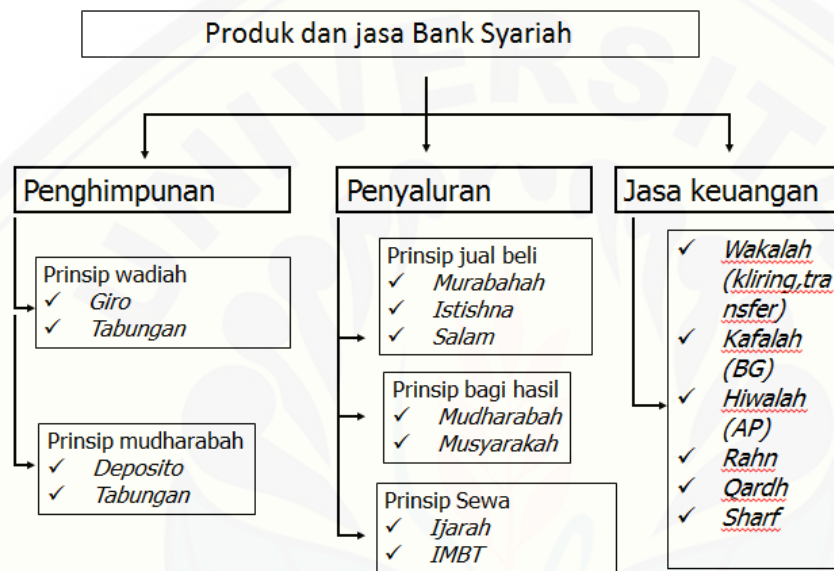 Produk dan jasa Bank Syariah
Penghimpunan
Prinsip wadiah
✓ Giro
✓ Tabungan
Prinsip mudharabah
✓ Deposito
✓ Tabungan
Penyaluran
Prinsip jual beli
✓ Murabahah
✓ Istishna
✓ Salam
Prinsip bagi hasil
✓ Mudharabah
✓ Musyarakah
Prinsip Sewa
✓ Ijarah
✓ IMBT
Jasa keuangan
✓ Wakalah
(kliring,tra
nsfer)
✓ Kafalah
(BG)
✓ Hiwalah
(AP)
✓ Rahn
✓ Qardh
✓ Sharf
UNIVERSIT